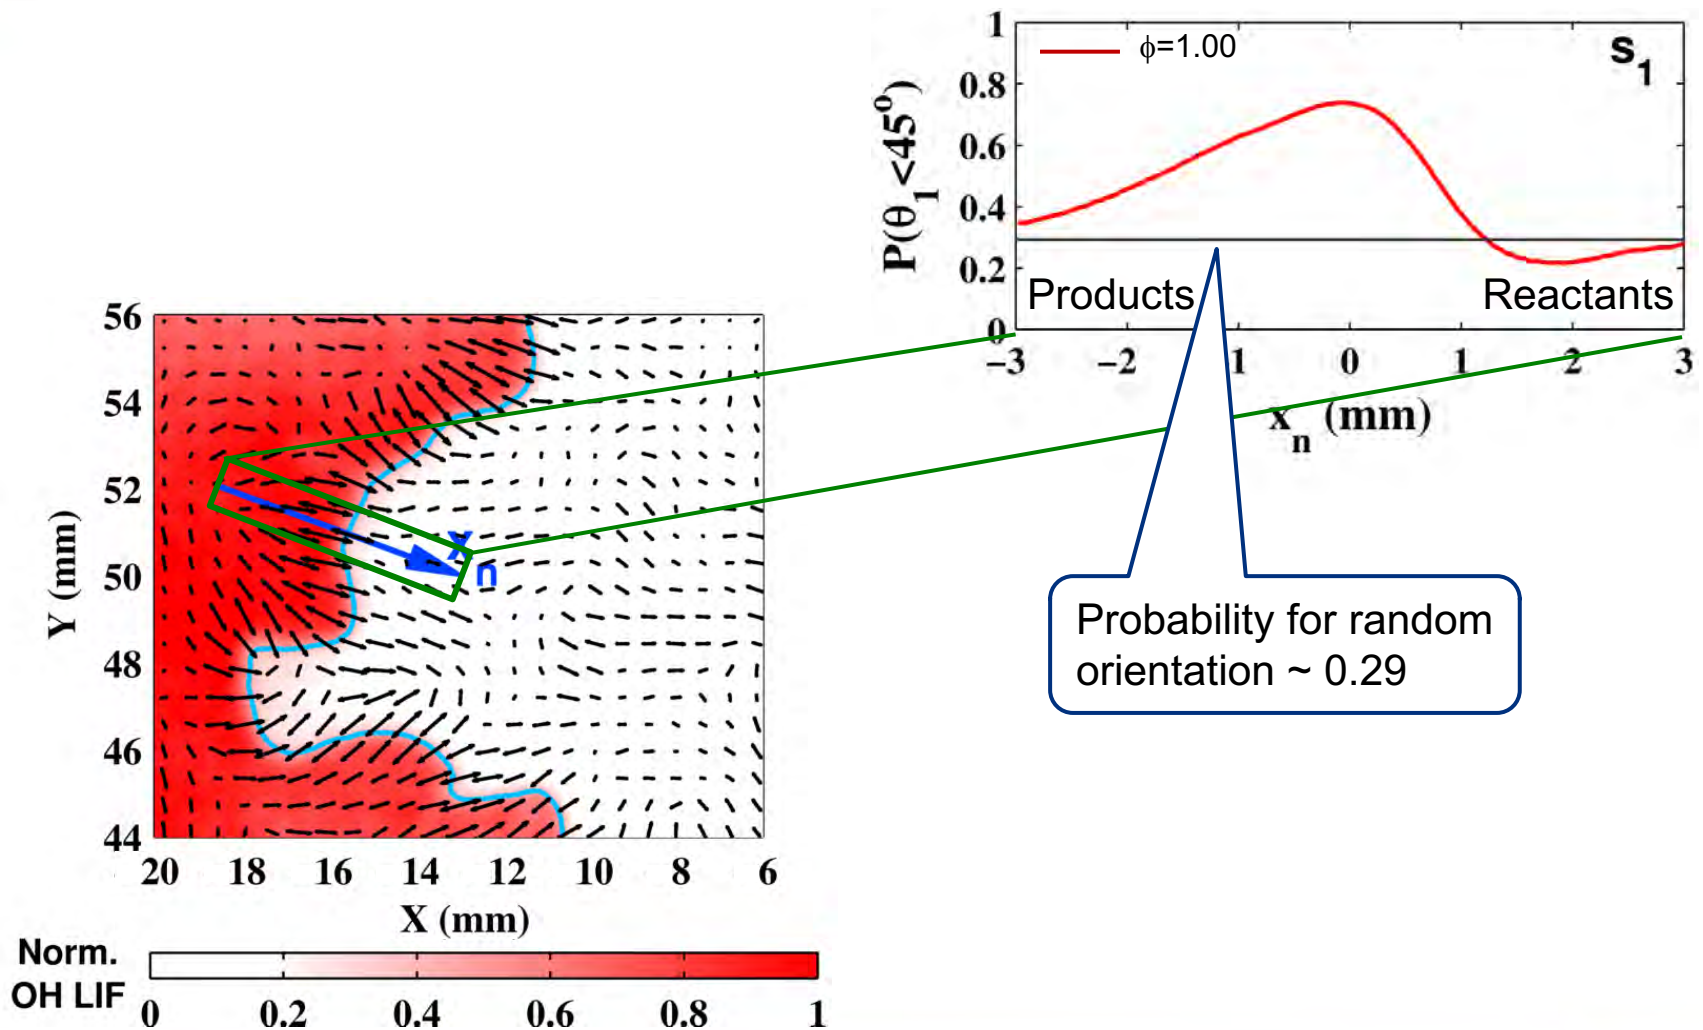 1
0.8
0.6
0.4
0.2
0
P(θ1 <45o)
ϕ=1.00
s1
Products
Reactants
−3
−2
1
0
1
2
3
xn (mm)
Probability for random
orientation ~ 0.29
56
54
52
50
48
46
44
Y (mm)
X
n
20
18
16
14
12
10
8
6
X (mm)
Norm.
OH LIF
0
0.2
0.4
0.6
0.8
1